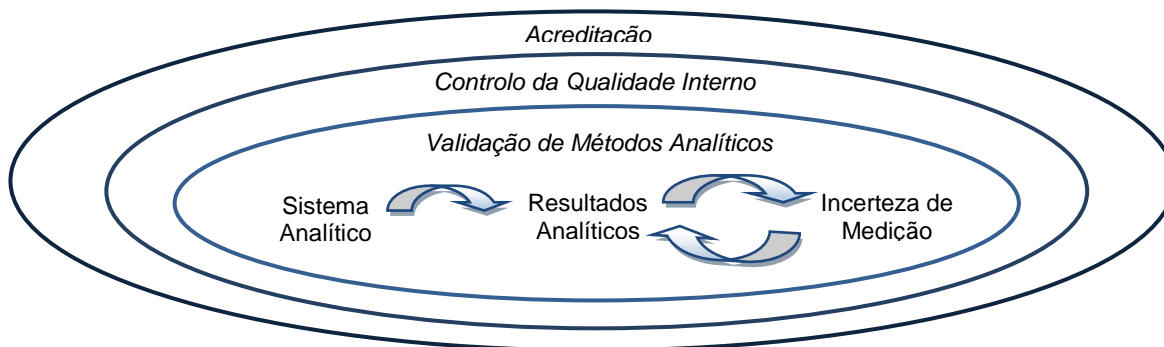 Acreditação
Controlo da Qualidade Interno
Validação de Métodos Analíticos
Sistema
Analítico
Resultados
Analíticos
Incerteza de
Medição